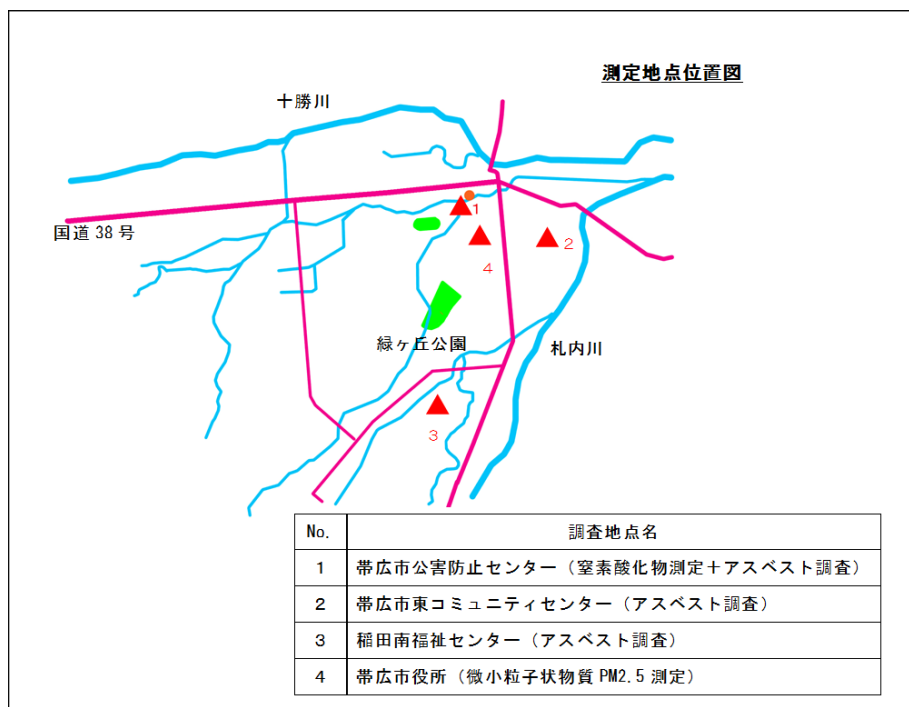 測定地点位置図
十勝川
国道38号
1
2
4
緑ヶ丘公園
札内川
3
No. 調査地点名
1 帯広市公害防止センター（窒素酸化物測定＋アスベスト調査）
2 帯広市東コミュニティセンター（アスベスト調査）
3 稲田南福祉センター（アスベスト調査）
4 帯広市役所（微小粒子状物質PM2.5測定）